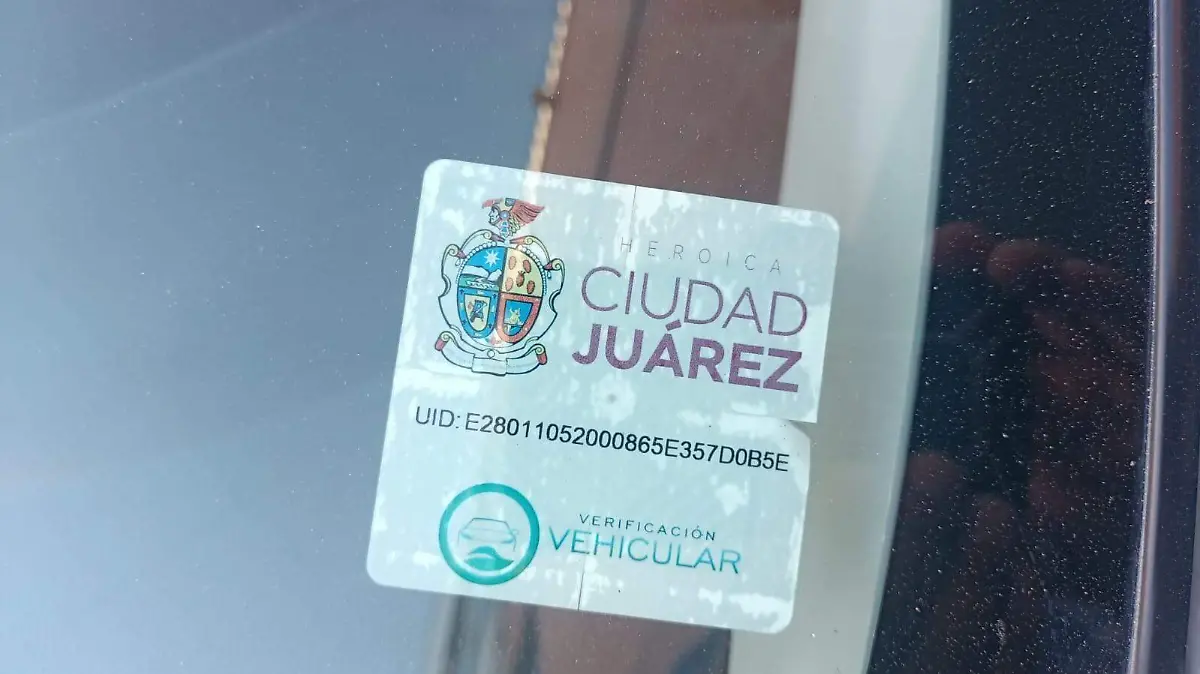 HEROICA
CIUDAD
JUÁREZ
UID: E28011052000865E357D0B5E
VERIFICACIÓN
VEHICULAR